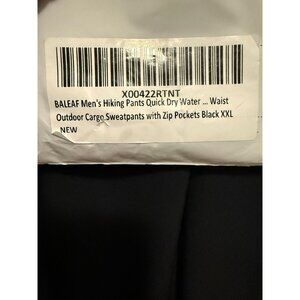 X00422RTNT
BALEAF Men's Hiking Pants Quick Dry Water ... Waist
Outdoor Cargo Sweatpants with Zip Pockets Black XXL
NEW